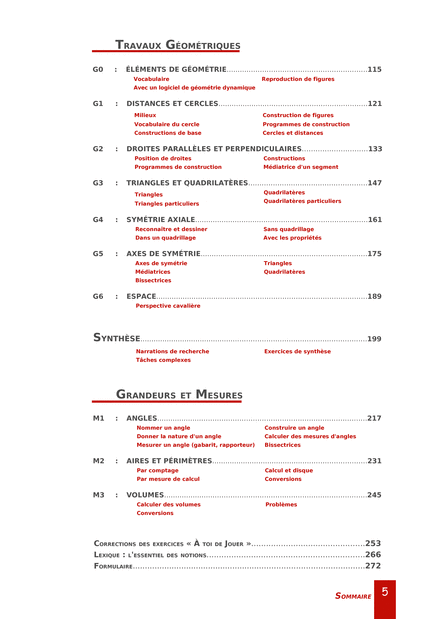 TRAVAUX GÉOMÉTRIQUES
G0 : ÉLÉMENTS DE GÉOMÉTRIE.....115
Vocabulaire Reproduction de figures
Avec un logiciel de géométrie dynamique
G1 : DISTANCES ET CERCLES.....121
Milieux Construction de figures
Vocabulaire du cercle Programmes de construction
Constructions de base Cercles et distances
G2 : DROITES PARALLÈLES ET PERPENDICULAIRES.....133
Position de droites Constructions
Programmes de construction Médiatrice d'un segment
G3 : TRIANGLES ET QUADRILATÈRES.....147
Triangles Quadrilatères
Triangles particuliers Quadrilatères particuliers
G4 : SYMÉTRIE AXIALE.....161
Reconnaître et dessiner Sans quadrillage
Dans un quadrillage Avec les propriétés
G5 : AXES DE SYMÉTRIE.....175
Axes de symétrie Triangles
Médiatrices Quadrilatères
Bissectrices
G6 : ESPACE.....189
Perspective cavalière
SYNTHÈSE.....199
Narrations de recherche Exercices de synthèse
Tâches complexes
GRANDEURS ET MESURES
M1 : ANGLES.....217
Nommer un angle Construire un angle
Donner la nature d'un angle Calculer des mesures d'angles
Mesurer un angle (gabarit, rapporteur) Bissectrices
M2 : AIRES ET PÉRIMÈTRES.....231
Par comptage Calcul et disque
Par mesure de calcul Conversions
M3 : VOLUMES.....245
Calculer des volumes Problèmes
Conversions
CORRECTIONS DES EXERCICES « À TOI DE JOUER ».....253
LEXIQUE : L'ESSENTIEL DES NOTIONS.....266
FORMULAIRE.....272
SOMMAIRE 5